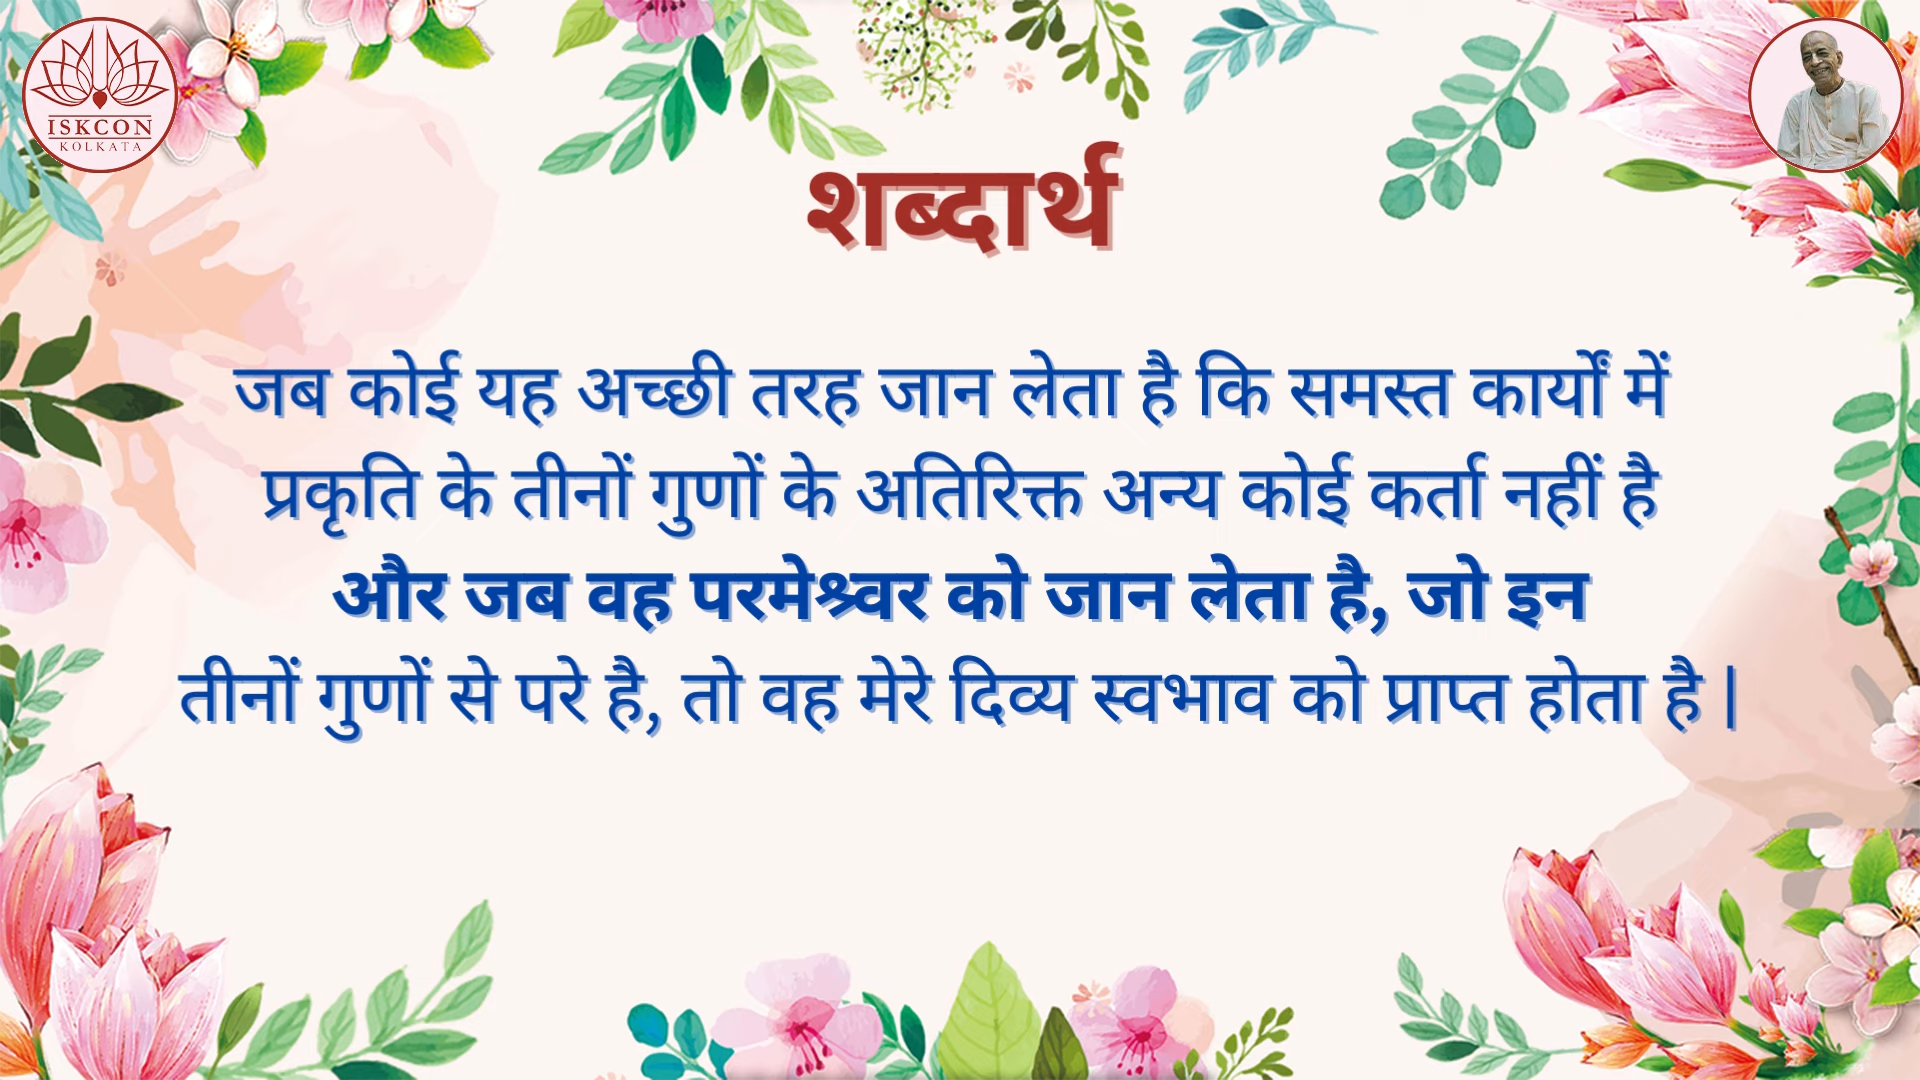 ISKCON
KOLKATA
शब्दार्थ
जब कोई यह अच्छी तरह जान लेता है कि समस्त कार्यों में
प्रकृति के तीनों गुणों के अतिरिक्त अन्य कोई कर्ता नहीं है
और जब वह परमेश्र्वर को जान लेता है, जो इन
तीनों गुणों से परे है, तो वह मेरे दिव्य स्वभाव को प्राप्त होता है |